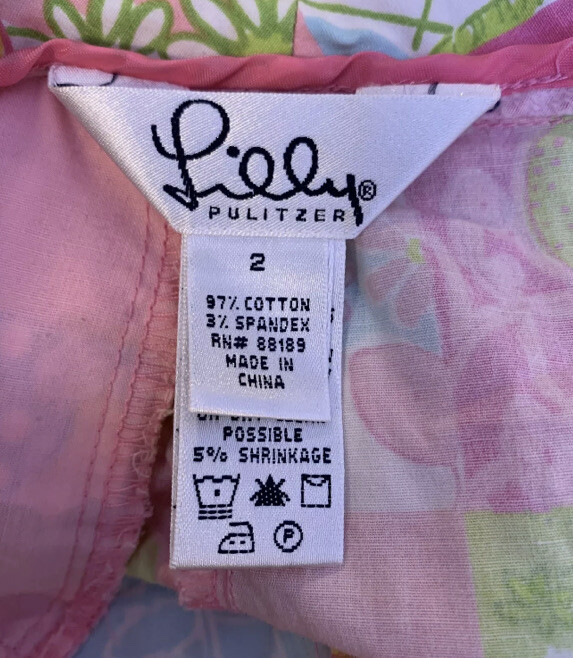 Lilly®
PULITZER
2
97% COTTON
3% SPANDEX
RN# 88189
MADE IN
CHINA
POSSIBLE
5% SHRINKAGE
P